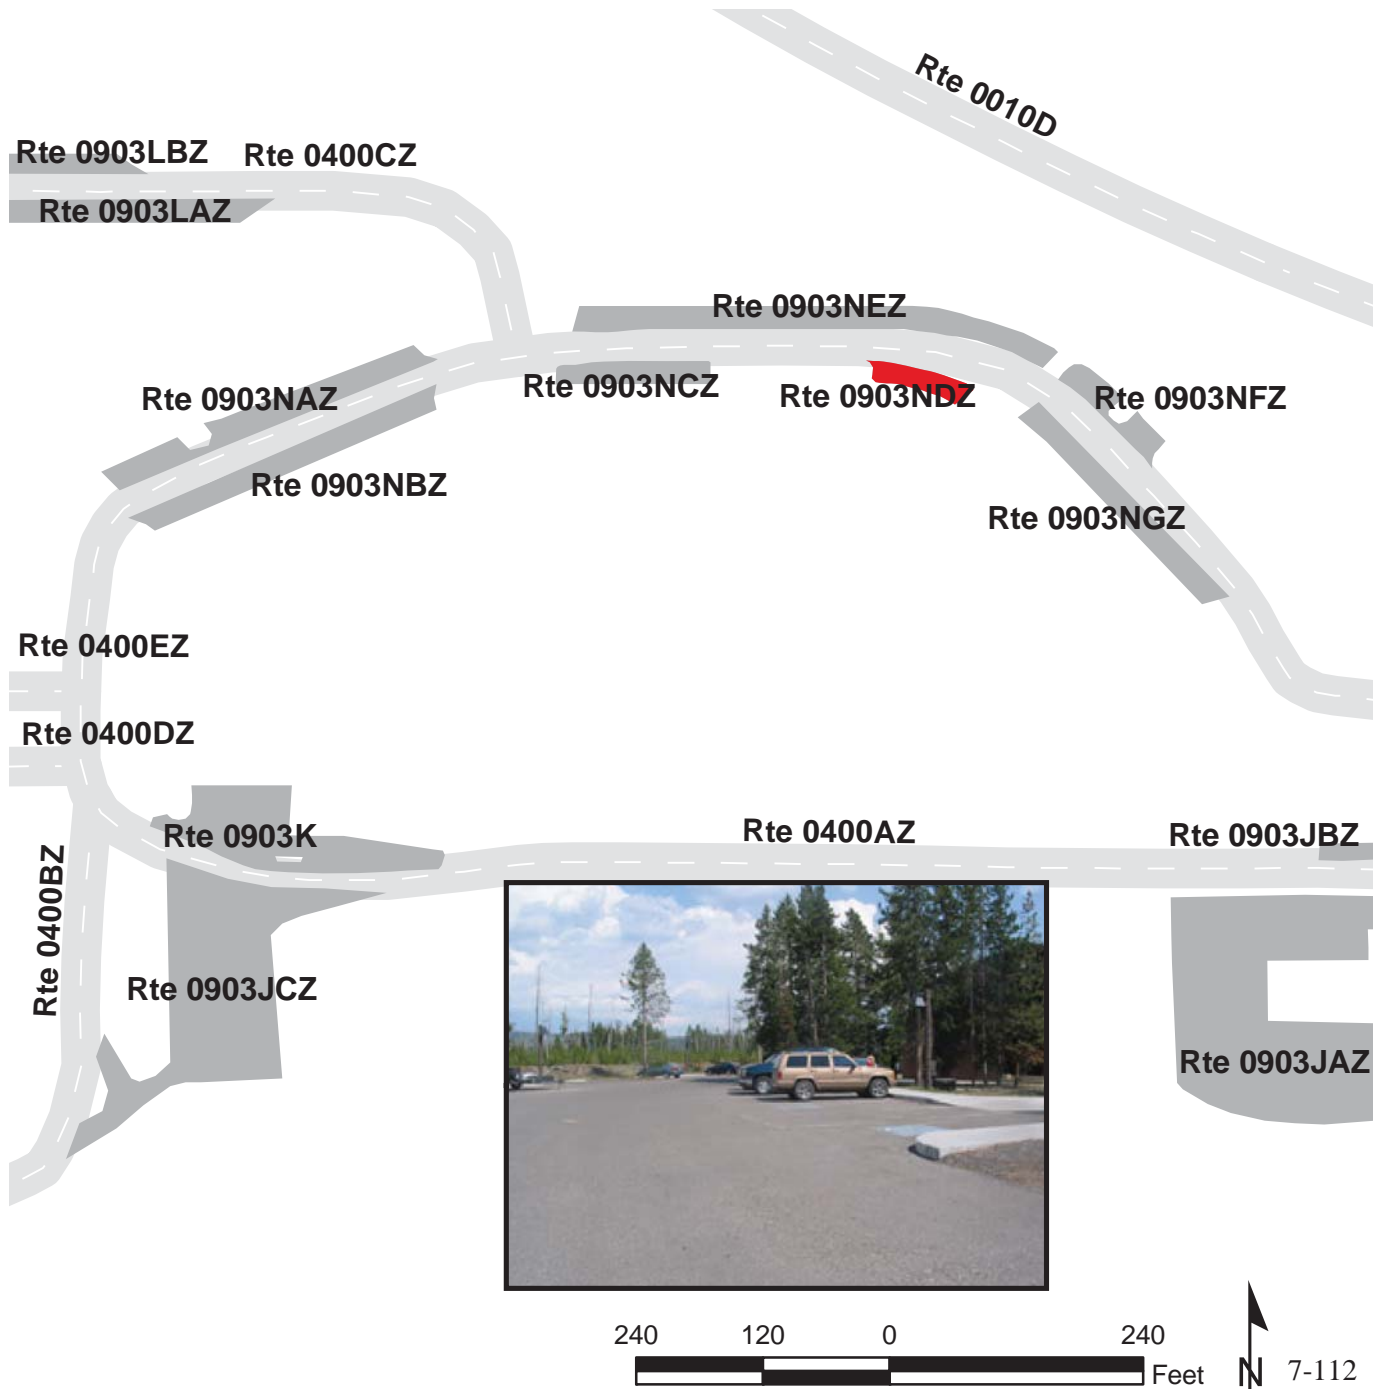 Rte 0010D
Rte 0903LBZ
Rte 0400CZ
Rte 0903LAZ
Rte 0903NEZ
Rte 0903NAZ
Rte 0903NCZ
Rte 0903NDZ
Rte 0903NFZ
Rte 0903NBZ
Rte 0903NGZ
Rte 0400EZ
Rte 0400DZ
Rte 0903K
Rte 0400AZ
Rte 0903JBZ
Rte 0400BZ
Rte 0903JCZ
Rte 0903JAZ
240 120 0 240
Feet
N
7-112